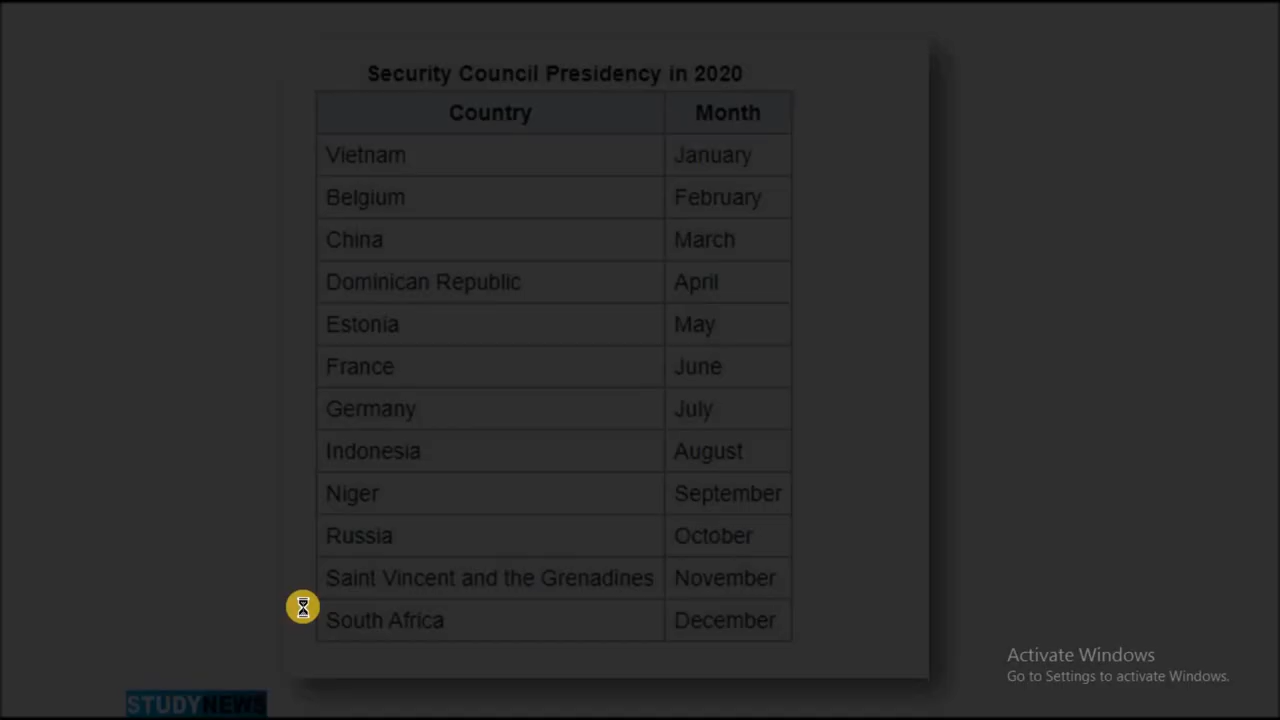 Security Council Presidency in 2020
Country Month
Vietnam January
Belgium February
China March
Dominican Republic April
Estonia May
France June
Germany July
Indonesia August
Niger September
Russia October
Saint Vincent and the Grenadines November
South Africa December
Activate Windows
Go to Settings to activate Windows.
STUDYNEWS